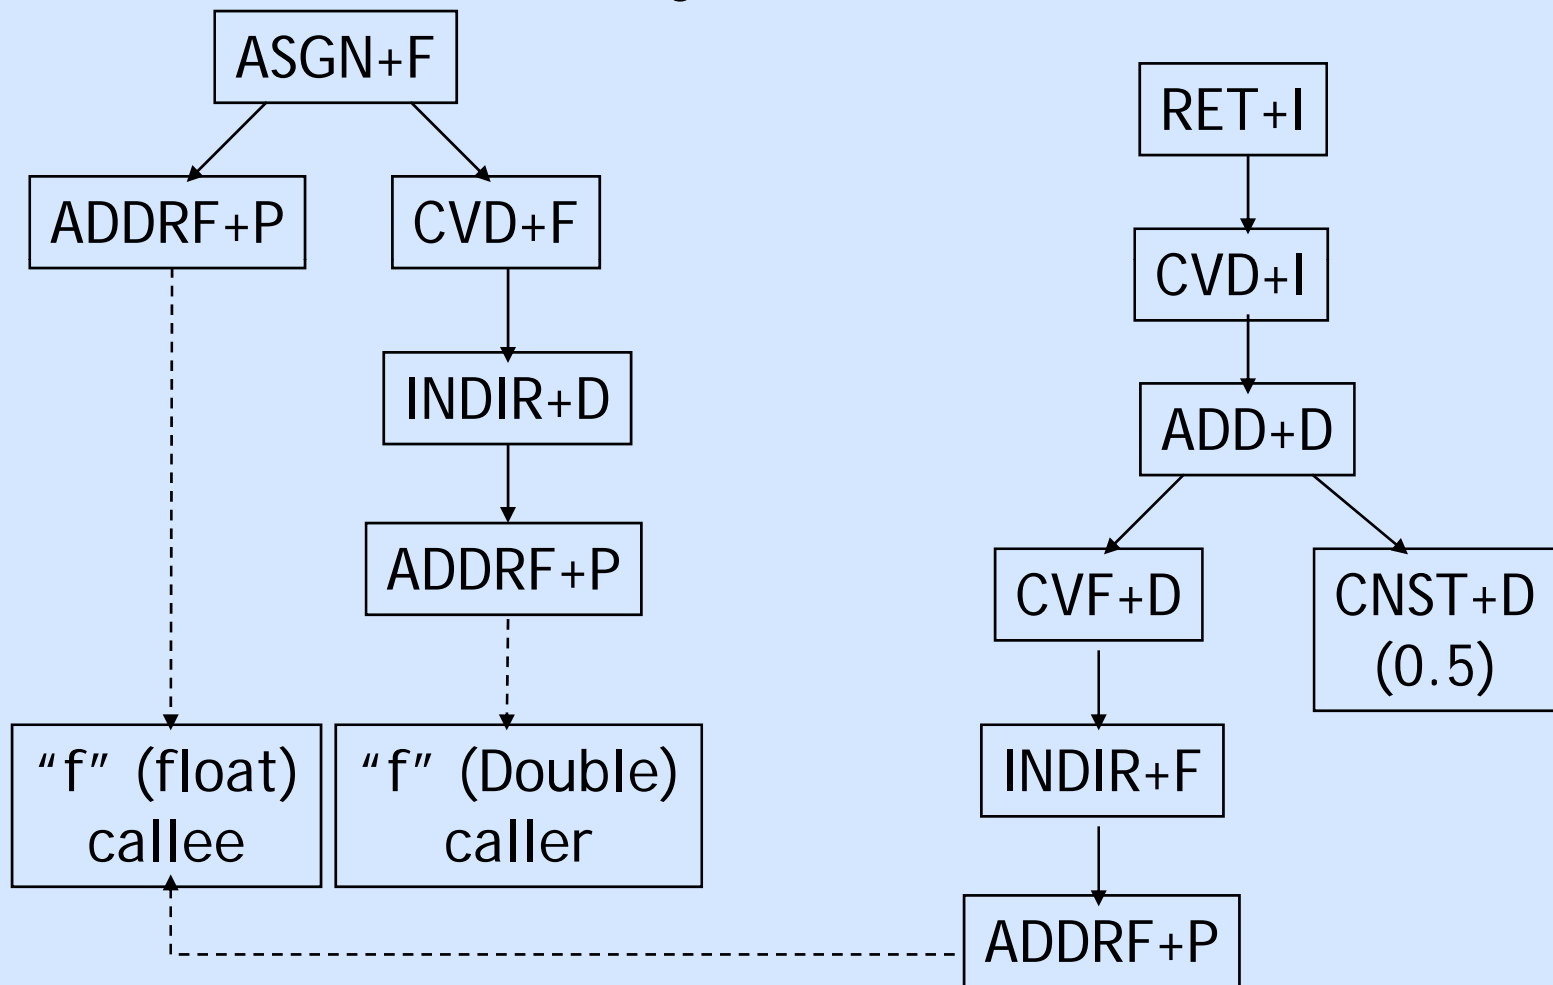 ASGN+F
RET+I
ADDRF+P
CVD+F
CVD+I
INDIR+D
ADD+D
ADDRF+P
CVF+D
CNST+D
(0.5)
“f” (float)
callee
“f” (Double)
caller
INDIR+F
ADDRF+P